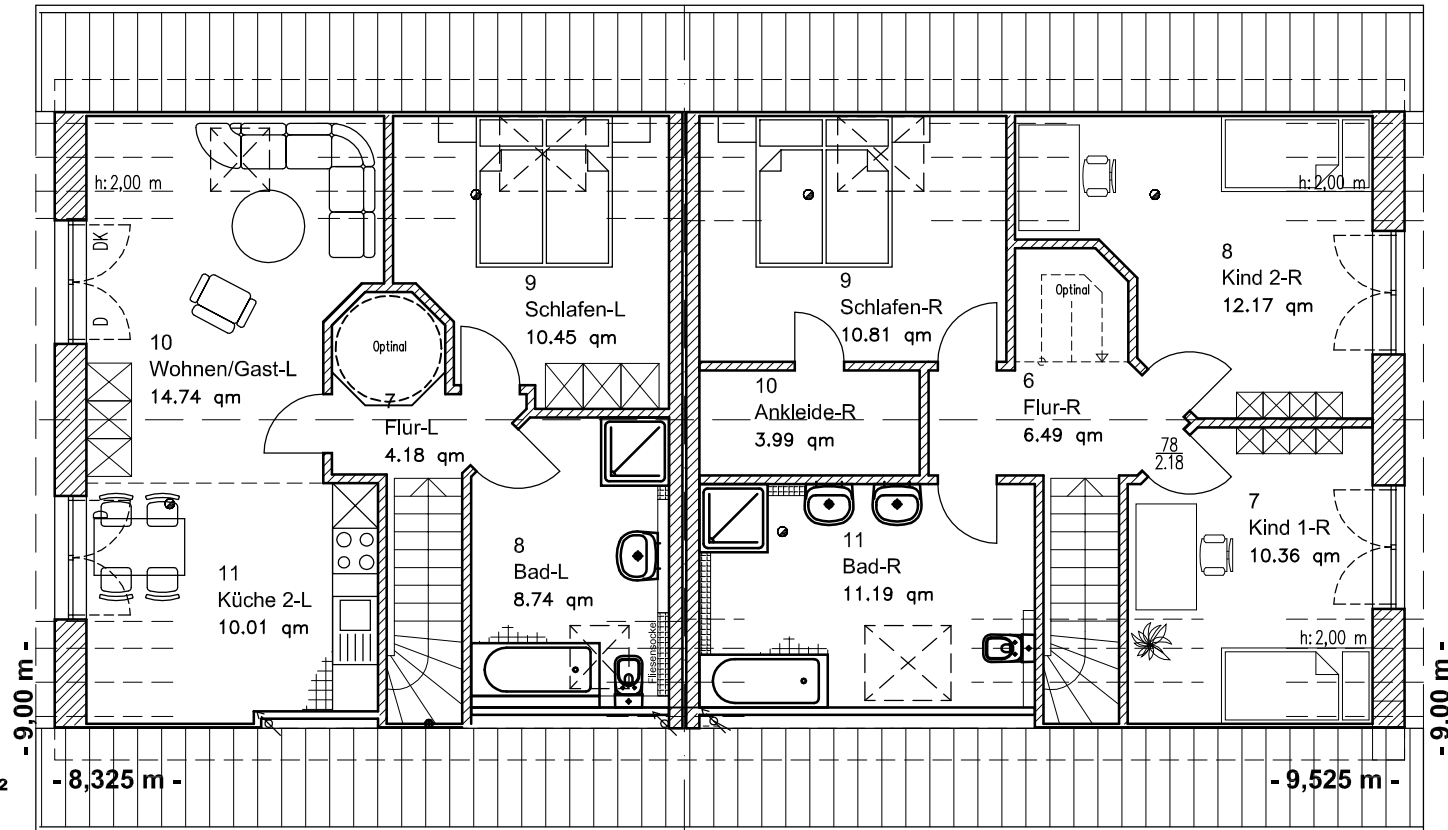 h: 2,00 m
DK
D
10
Wohnen/Gast-L
14.74 qm
Optinal
9
Schlafen-L
10.45 qm
7
Flur-L
4.18 qm
11
Küche 2-L
10.01 qm
8
Bad-L
8.74 qm
Fliesensockel
9
Schlafen-R
10.81 qm
10
Ankleide-R
3.99 qm
Optinal
6
Flur-R
6.49 qm
78
2.18
11
Bad-R
11.19 qm
h: 2,00 m
8
Kind 2-R
12.17 qm
7
Kind 1-R
10.36 qm
h: 2,00 m
- 9,00 m -
- 9,00 m -
2
- 8,325 m -
- 9,525 m -